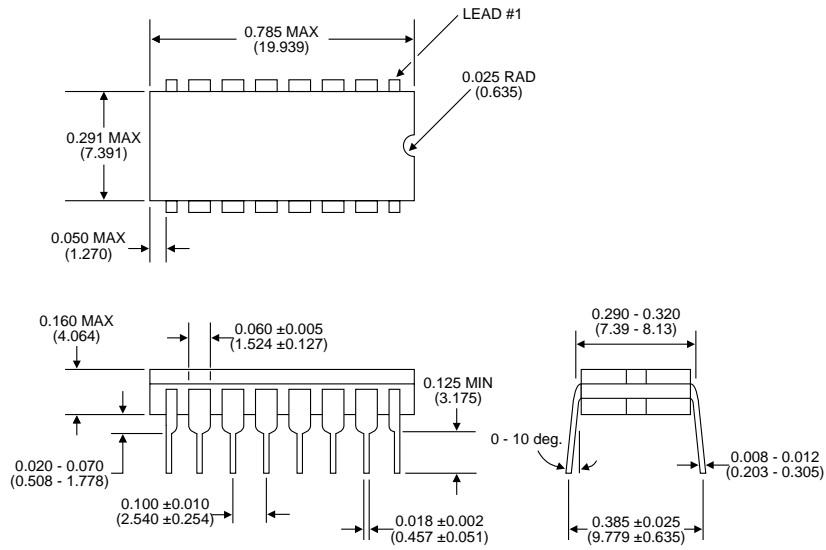 LEAD #1
0.785 MAX
(19.939)
0.025 RAD
(0.635)
0.291 MAX
(7.391)
0.050 MAX
(1.270)
0.160 MAX
(4.064)
0.060 ±0.005
(1.524 ±0.127)
0.290 - 0.320
(7.39 - 8.13)
0.125 MIN
(3.175)
0 - 10 deg.
0.008 - 0.012
(0.203 - 0.305)
0.020 - 0.070
(0.508 - 1.778)
0.100 ±0.010
(2.540 ±0.254)
0.018 ±0.002
(0.457 ±0.051)
0.385 ±0.025
(9.779 ±0.635)